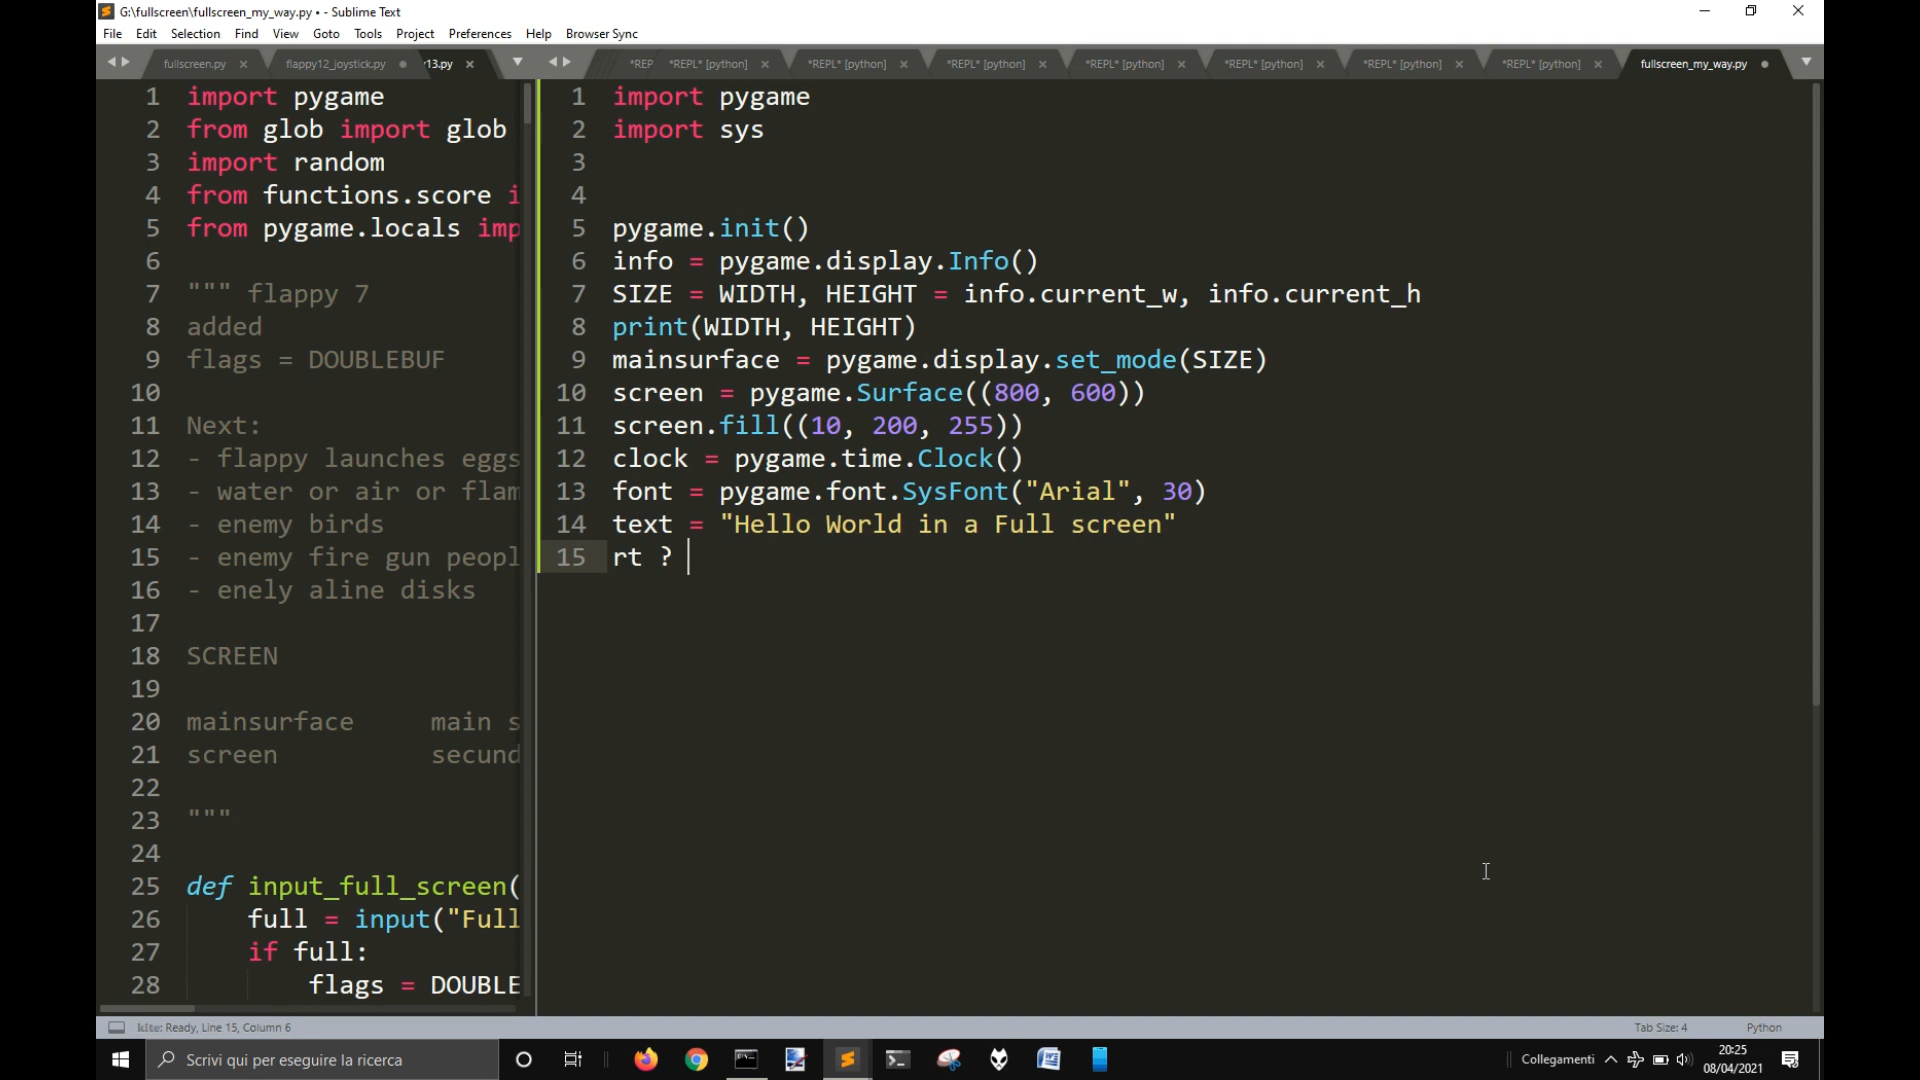 G:\fullscreen\fullscreen_my_way.py • - Sublime Text
File Edit Selection Find View Goto Tools Project Preferences Help Browser Sync
fullscreen.py flappy12_joystick.py y13.py
*REP *REPL* [python] *REPL* [python] *REPL* [python] *REPL* [python] *REPL* [python] *REPL* [python] *REPL* [python] fullscreen_my_way.py
1 import pygame
2 from glob import glob
3 import random
4 from functions.score i
5 from pygame.locals imp
6
7 """ flappy 7
8 added
9 flags = DOUBLEBUF
10
11 Next:
12 - flappy launches eggs
13 - water or air or flam
14 - enemy birds
15 - enemy fire gun peopl
16 - enely aline disks
17
18 SCREEN
19
20 mainsurface main s
21 screen secund
22
23 """
24
25 def input_full_screen(
26 full = input("Full
27 if full:
28 flags = DOUBLE
1 import pygame
2 import sys
3
4
5 pygame.init()
6 info = pygame.display.Info()
7 SIZE = WIDTH, HEIGHT = info.current_w, info.current_h
8 print(WIDTH, HEIGHT)
9 mainsurface = pygame.display.set_mode(SIZE)
10 screen = pygame.Surface((800, 600))
11 screen.fill((10, 200, 255))
12 clock = pygame.time.Clock()
13 font = pygame.font.SysFont("Arial", 30)
14 text = "Hello World in a Full screen"
15 rt ?
kite: Ready, Line 15, Column 6
Tab Size: 4 Python
Scrivi qui per eseguire la ricerca
Collegamenti
20:25
08/04/2021